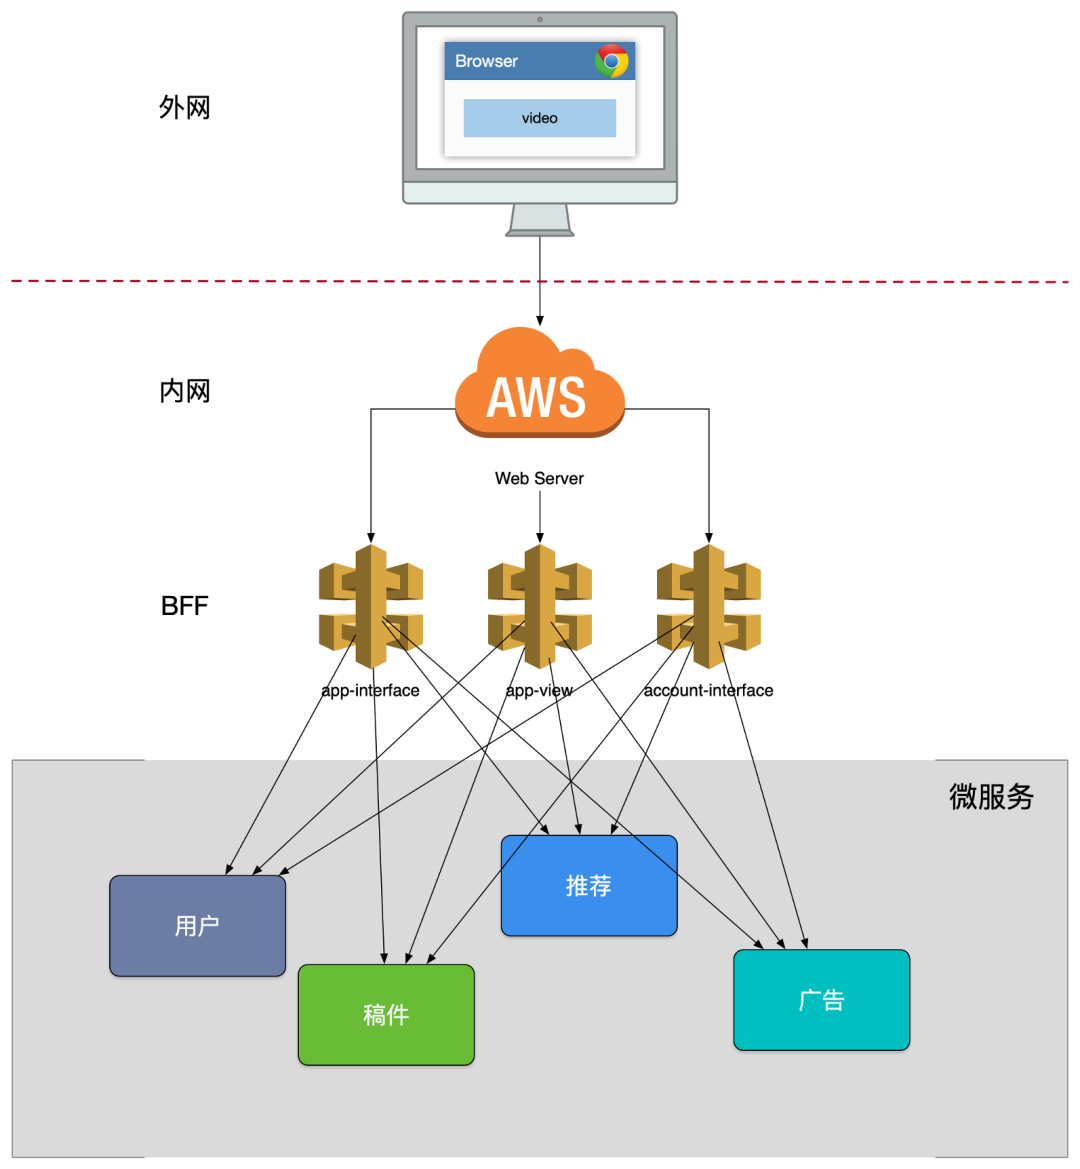 Browser
video
外网
内网
AWS
Web Server
BFF
app-interface
app-view
account-interface
微服务
推荐
用户
稿件
广告